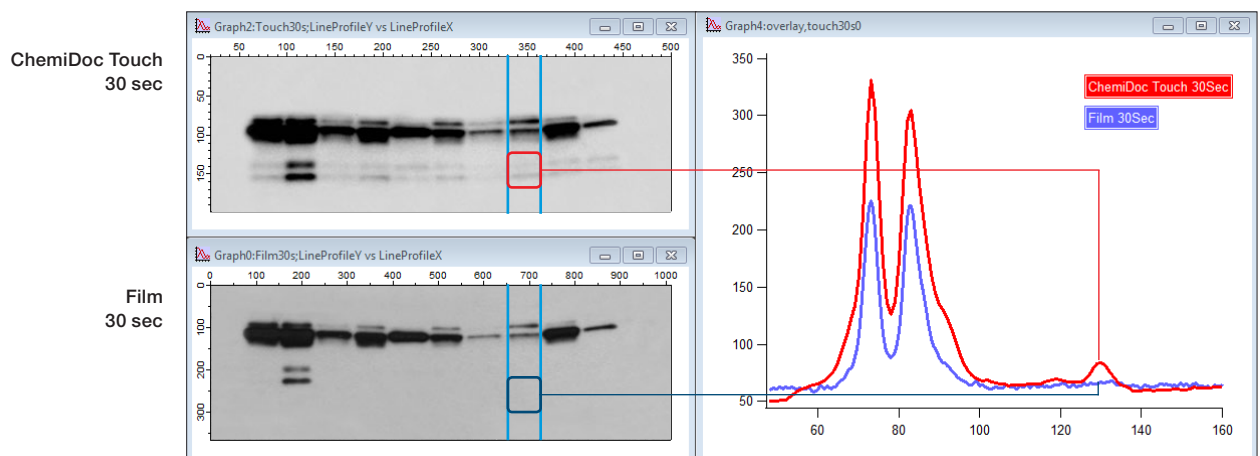 ChemiDoc Touch
30 sec
Graph2:Touch30s;LineProfileY vs LineProfileX
50 100 150 200 250 300 350 400 450 500
0
50
100
150
Film
30 sec
Graph0:Film30s;LineProfileY vs LineProfileX
0 100 200 300 400 500 600 700 800 900 1000
0
100
200
300
Graph4:overlay,touch30s0
350
300
250
200
150
100
50
60 80 100 120 140 160
ChemiDoc Touch 30Sec
Film 30Sec